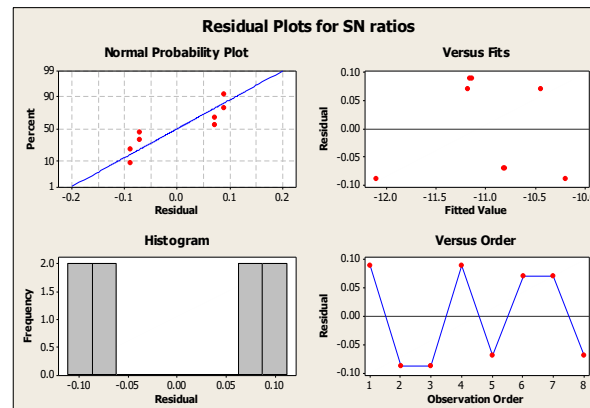 Residual Plots for SN ratios
Normal Probability Plot
99
90
50
10
1
Percent
-0.2 -0.1 0.0 0.1 0.2
Residual
Versus Fits
0.10
0.05
0.00
-0.05
-0.10
Residual
-12.0 -11.5 -11.0 -10.5 -10.0
Fitted Value
Histogram
2.0
1.5
1.0
0.5
0.0
Frequency
-0.10 -0.05 0.00 0.05 0.10
Residual
Versus Order
0.10
0.05
0.00
-0.05
-0.10
Residual
1 2 3 4 5 6 7 8
Observation Order